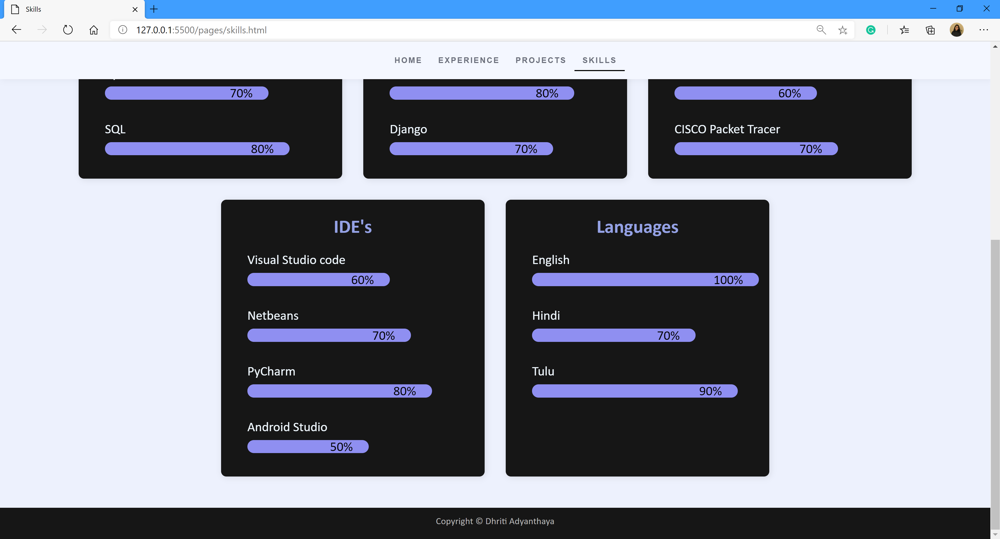 Skills
127.0.0.1:5500/pages/skills.html
HOME EXPERIENCE PROJECTS SKILLS
70% 80% 60%
SQL Django CISCO Packet Tracer
80% 70% 70%
IDE's
Visual Studio code
60%
Netbeans
70%
PyCharm
80%
Android Studio
50%
Languages
English
100%
Hindi
70%
Tulu
90%
Copyright © Dhriti Adyanthaya